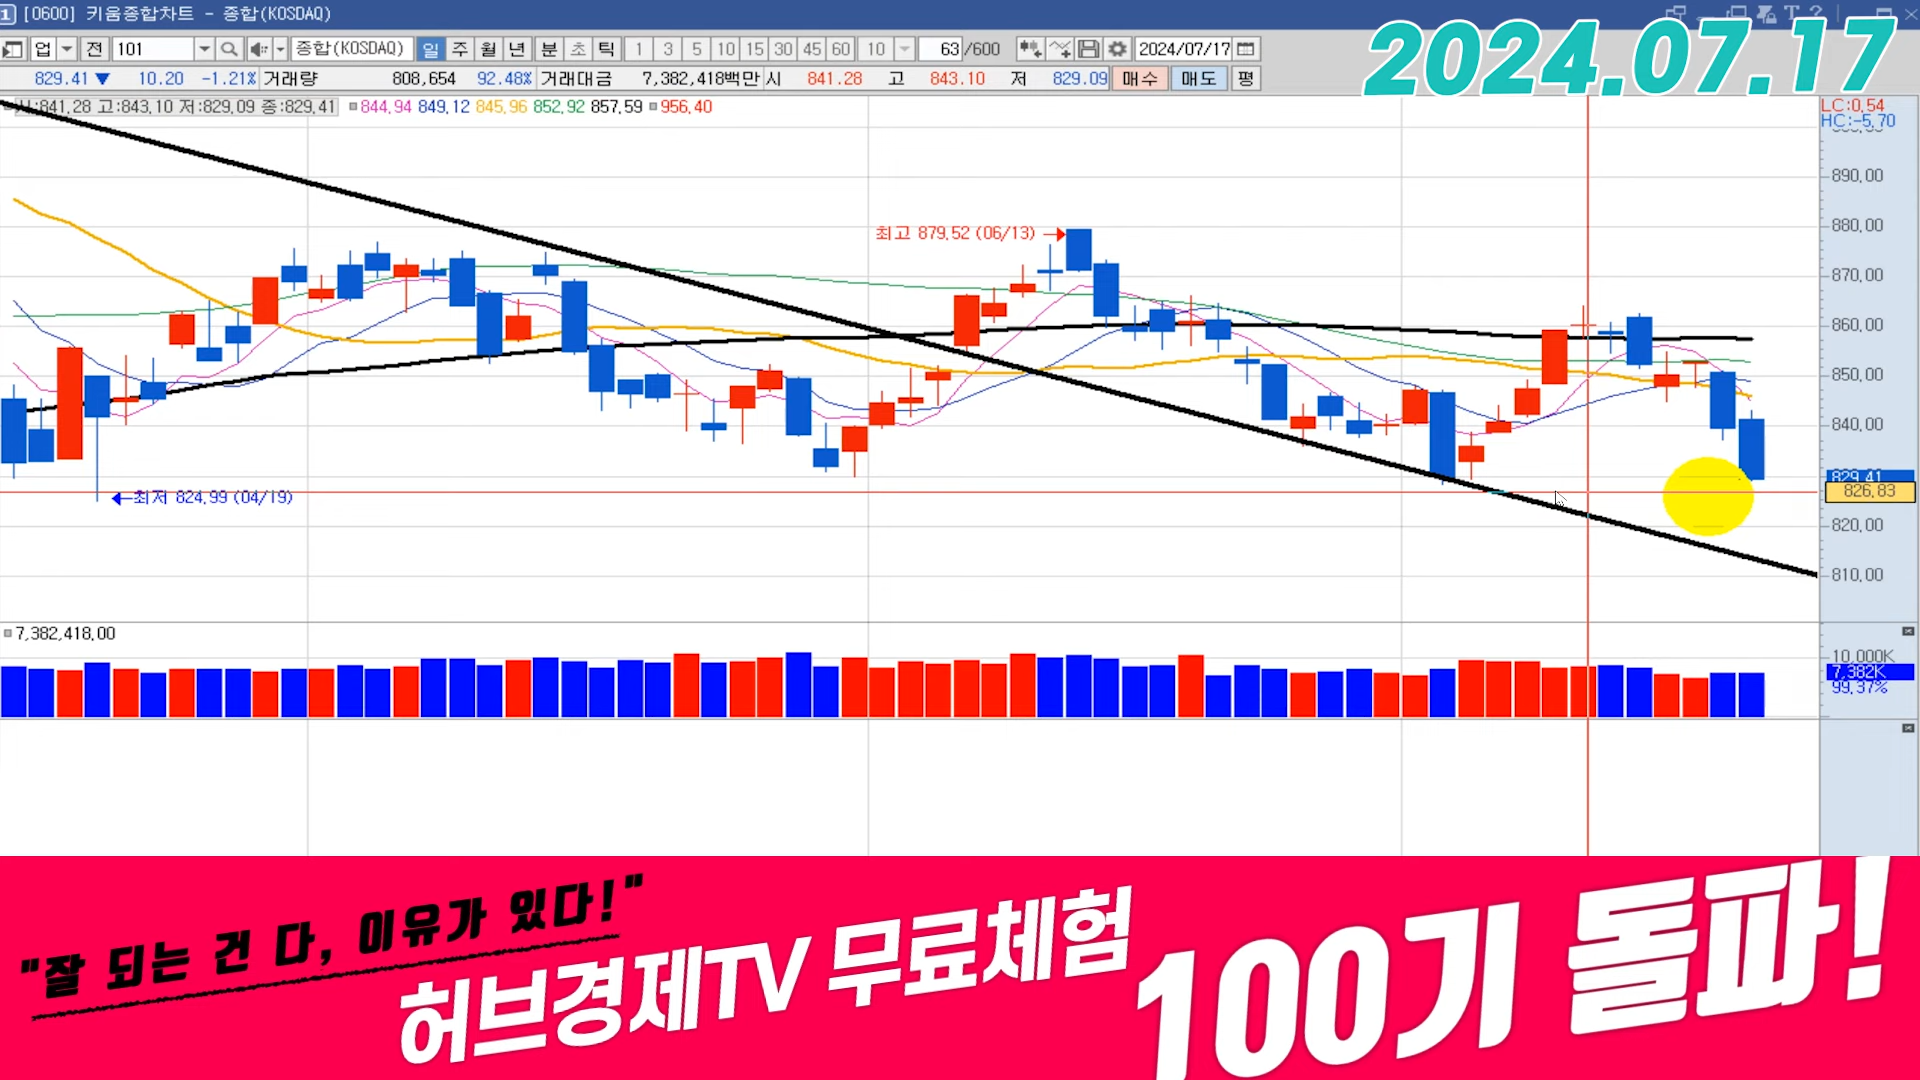 1 [0600] 키움종합차트 - 종합(KOSDAQ)
업 전 101 종합(KOSDAQ) 일 주 월 년 분 초 틱 1 3 5 10 15 30 45 60 10 63 /600 2024/07/17
2024.07.17
829.41 ▼ 10.20 -1.21% 거래량 808,654 92.48% 거래대금 7,382,418백만 시 841.28 고 843.10 저 829.09 매수 매도 평
시:841.28 고:843.10 저:829.09 종:829.41 844.94 849.12 845.96 852.92 857.59 956.40
LC:0.54
HC:-5.70
890.00
최고 879.52 (06/13)
880.00
870.00
860.00
850.00
840.00
829.41
826.83
최저 824.99 (04/19)
820.00
810.00
7,382,418.00
10,000K
7,382K
99.37%
"잘 되는 건 다, 이유가 있다!"
허브경제TV 무료체험
100기 돌파!